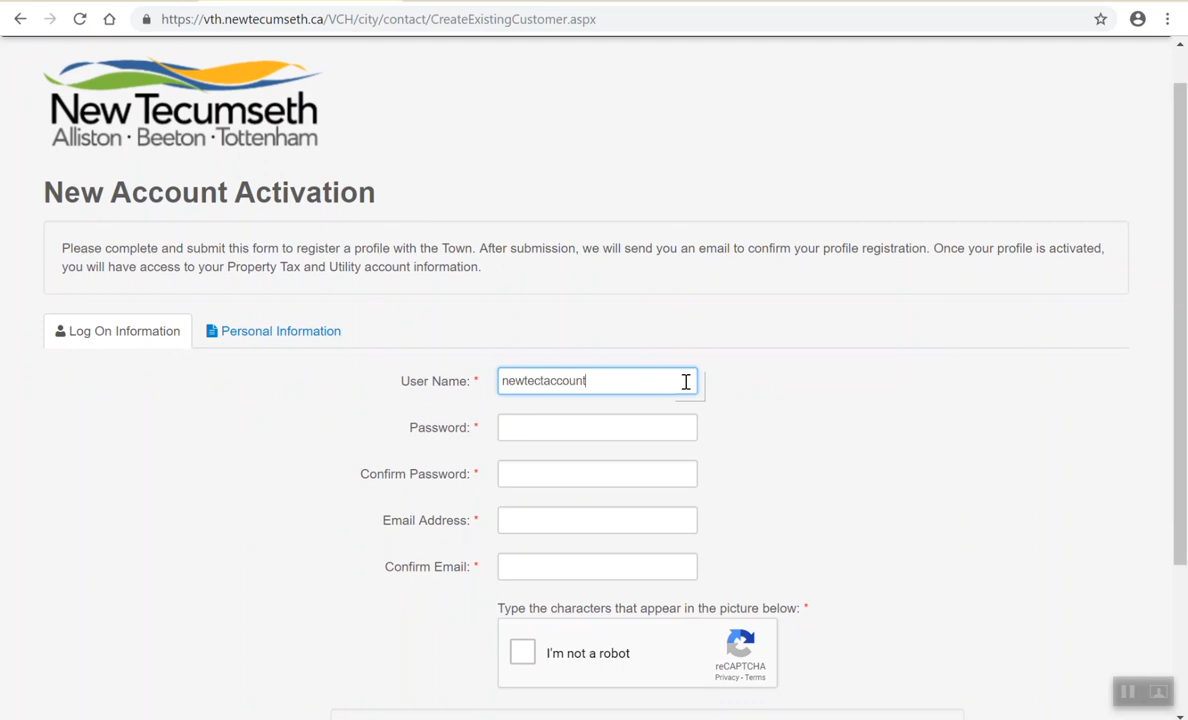 https://vth.newtecumseth.ca/VCH/city/contact/CreateExistingCustomer.aspx
New Tecumseth
Alliston · Beeton · Tottenham
New Account Activation
Please complete and submit this form to register a profile with the Town. After submission, we will send you an email to confirm your profile registration. Once your profile is activated,
you will have access to your Property Tax and Utility account information.
Log On Information Personal Information
User Name: * newtectaccount
Password: *
Confirm Password: *
Email Address: *
Confirm Email: *
Type the characters that appear in the picture below: *
I'm not a robot
reCAPTCHA
Privacy - Terms